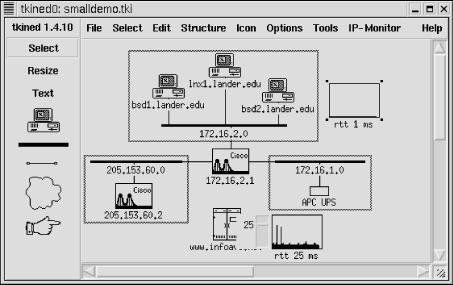 tkined0: smalldemo.tki
tkined 1.4.10 File Select Edit Structure Icon Options Tools IP-Monitor Help
Select
Resize
Text
lnx1.lander.edu
bsd1.lander.edu
bsd2.lander.edu
172.16.2.0
rtt 1 ms
Cisco
205.153.60.0
172.16.2.1
172.16.1.0
Cisco
APC UPS
205.153.60.2
25
rtt 25 ms